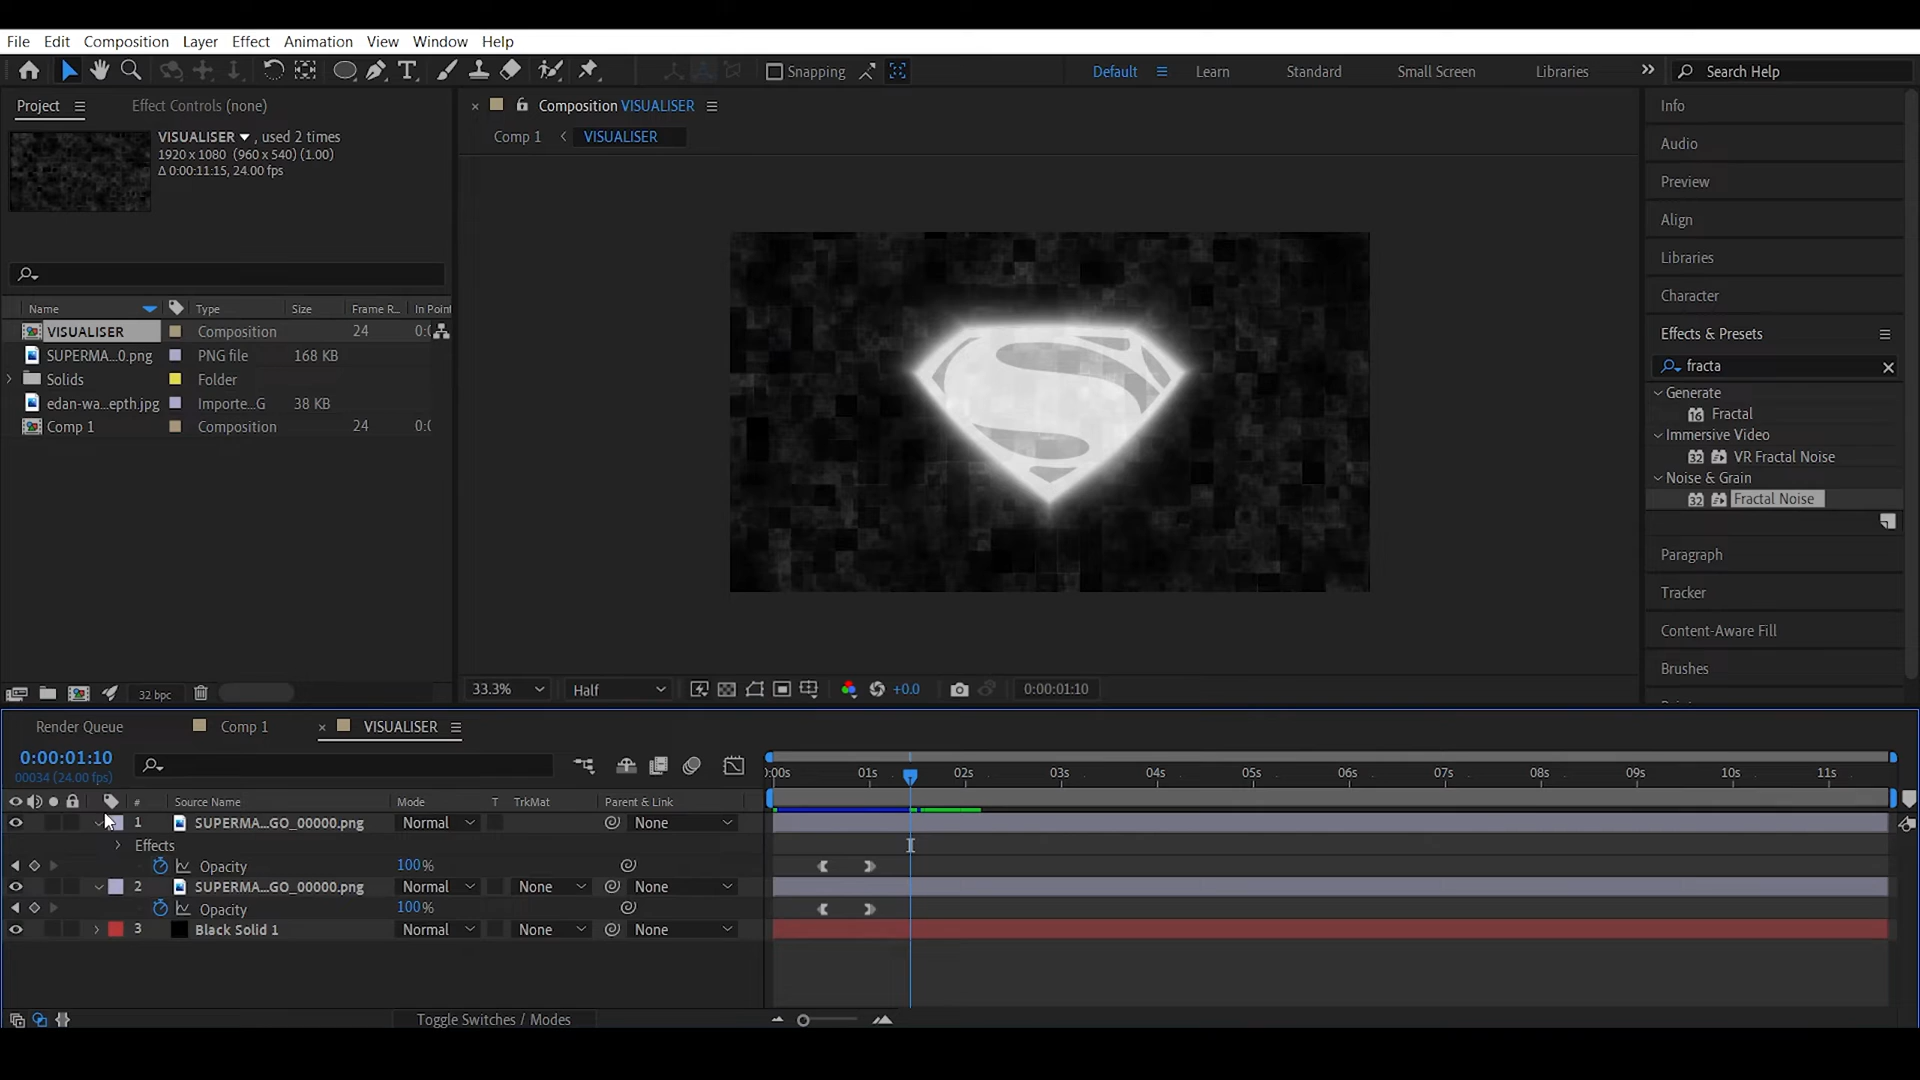 File Edit Composition Layer Effect Animation View Window Help
Snapping Default Learn Standard Small Screen Libraries Search Help
Project Effect Controls (none)
VISUALISER , used 2 times
1920 x 1080 (960 x 540) (1.00)
Δ 0:00:11:15, 24.00 fps
Name Type Size Frame R... In Point
VISUALISER Composition 24 0:0
SUPERMA...0.png PNG file 168 KB
Solids Folder
edan-wa...epth.jpg Importe...G 38 KB
Comp 1 Composition 24 0:0
32 bpc
Composition VISUALISER
Comp 1 VISUALISER
33.3% Half +0.0 0:00:01:10
Info
Audio
Preview
Align
Libraries
Character
Effects & Presets
fracta
Generate
16 Fractal
Immersive Video
32 VR Fractal Noise
Noise & Grain
32 Fractal Noise
Paragraph
Tracker
Content-Aware Fill
Brushes
Render Queue Comp 1 VISUALISER
0:00:01:10
00034 (24.00 fps)
0:00s 01s 02s 03s 04s 05s 06s 07s 08s 09s 10s 11s
# Source Name Mode T TrkMat Parent & Link
1 SUPERMA...GO_00000.png Normal None
Effects
Opacity 100%
2 SUPERMA...GO_00000.png Normal None None
Opacity 100%
3 Black Solid 1 Normal None None
Toggle Switches / Modes